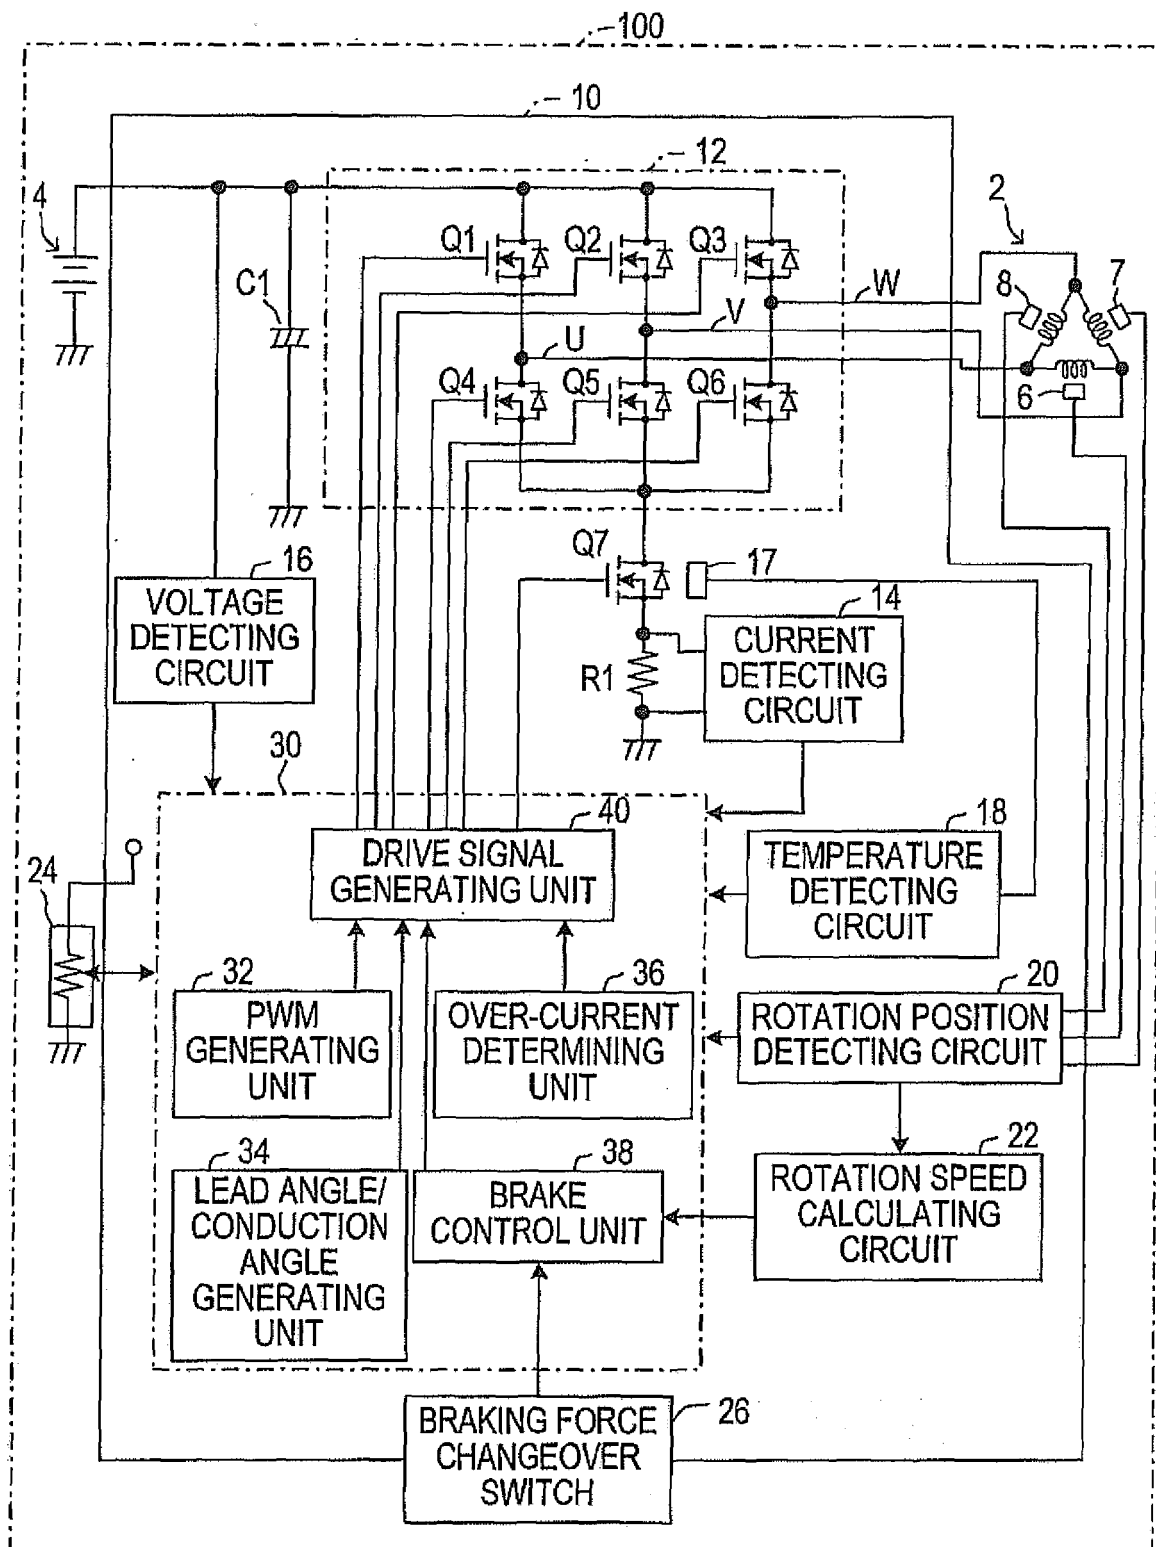 100
10
12
4
Q1
Q2
Q3
2
C1
8
7
W
V
U
Q4
Q5
Q6
6
Q7
17
16
VOLTAGE
DETECTING
CIRCUIT
14
CURRENT
DETECTING
CIRCUIT
R1
30
40
DRIVE SIGNAL
GENERATING UNIT
18
TEMPERATURE
DETECTING
CIRCUIT
24
32
PWM
GENERATING
UNIT
36
OVER-CURRENT
DETERMINING
UNIT
20
ROTATION POSITION
DETECTING CIRCUIT
34
LEAD ANGLE/
CONDUCTION
ANGLE
GENERATING
UNIT
38
BRAKE
CONTROL UNIT
22
ROTATION SPEED
CALCULATING
CIRCUIT
26
BRAKING FORCE
CHANGEOVER
SWITCH